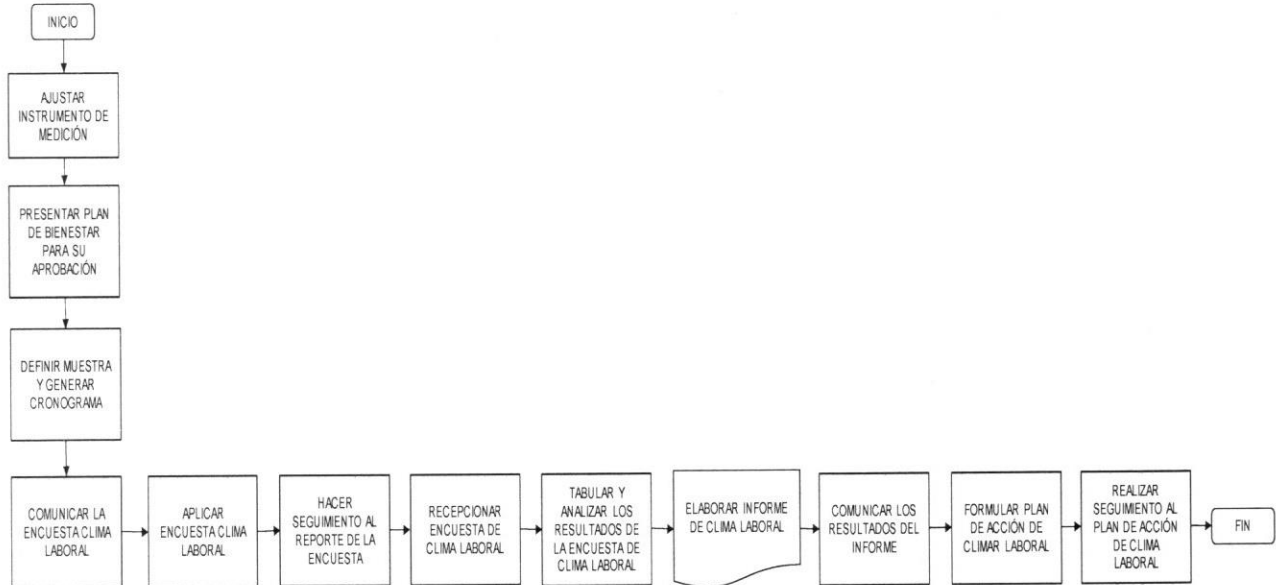 INICIO
AJUSTAR
INSTRUMENTO DE
MEDICIÓN
PRESENTAR PLAN
DE BIENESTAR
PARA SU
APROBACIÓN
DEFINIR MUESTRA
Y GENERAR
CRONOGRAMA
COMUNICAR LA
ENCUESTA CLIMA
LABORAL
APLICAR
ENCUESTA CLIMA
LABORAL
HACER
SEGUIMIENTO AL
REPORTE DE LA
ENCUESTA
RECEPCIONAR
ENCUESTA DE
CLIMA LABORAL
TABULAR Y
ANALIZAR LOS
RESULTADOS DE
LA ENCUESTA DE
CLIMA LABORAL
ELABORAR INFORME
DE CLIMA LABORAL
COMUNICAR LOS
RESULTADOS DEL
INFORME
FORMULAR PLAN
DE ACCIÓN DE
CLIMAR LABORAL
REALIZAR
SEGUIMIENTO AL
PLAN DE ACCIÓN
DE CLIMA
LABORAL
FIN